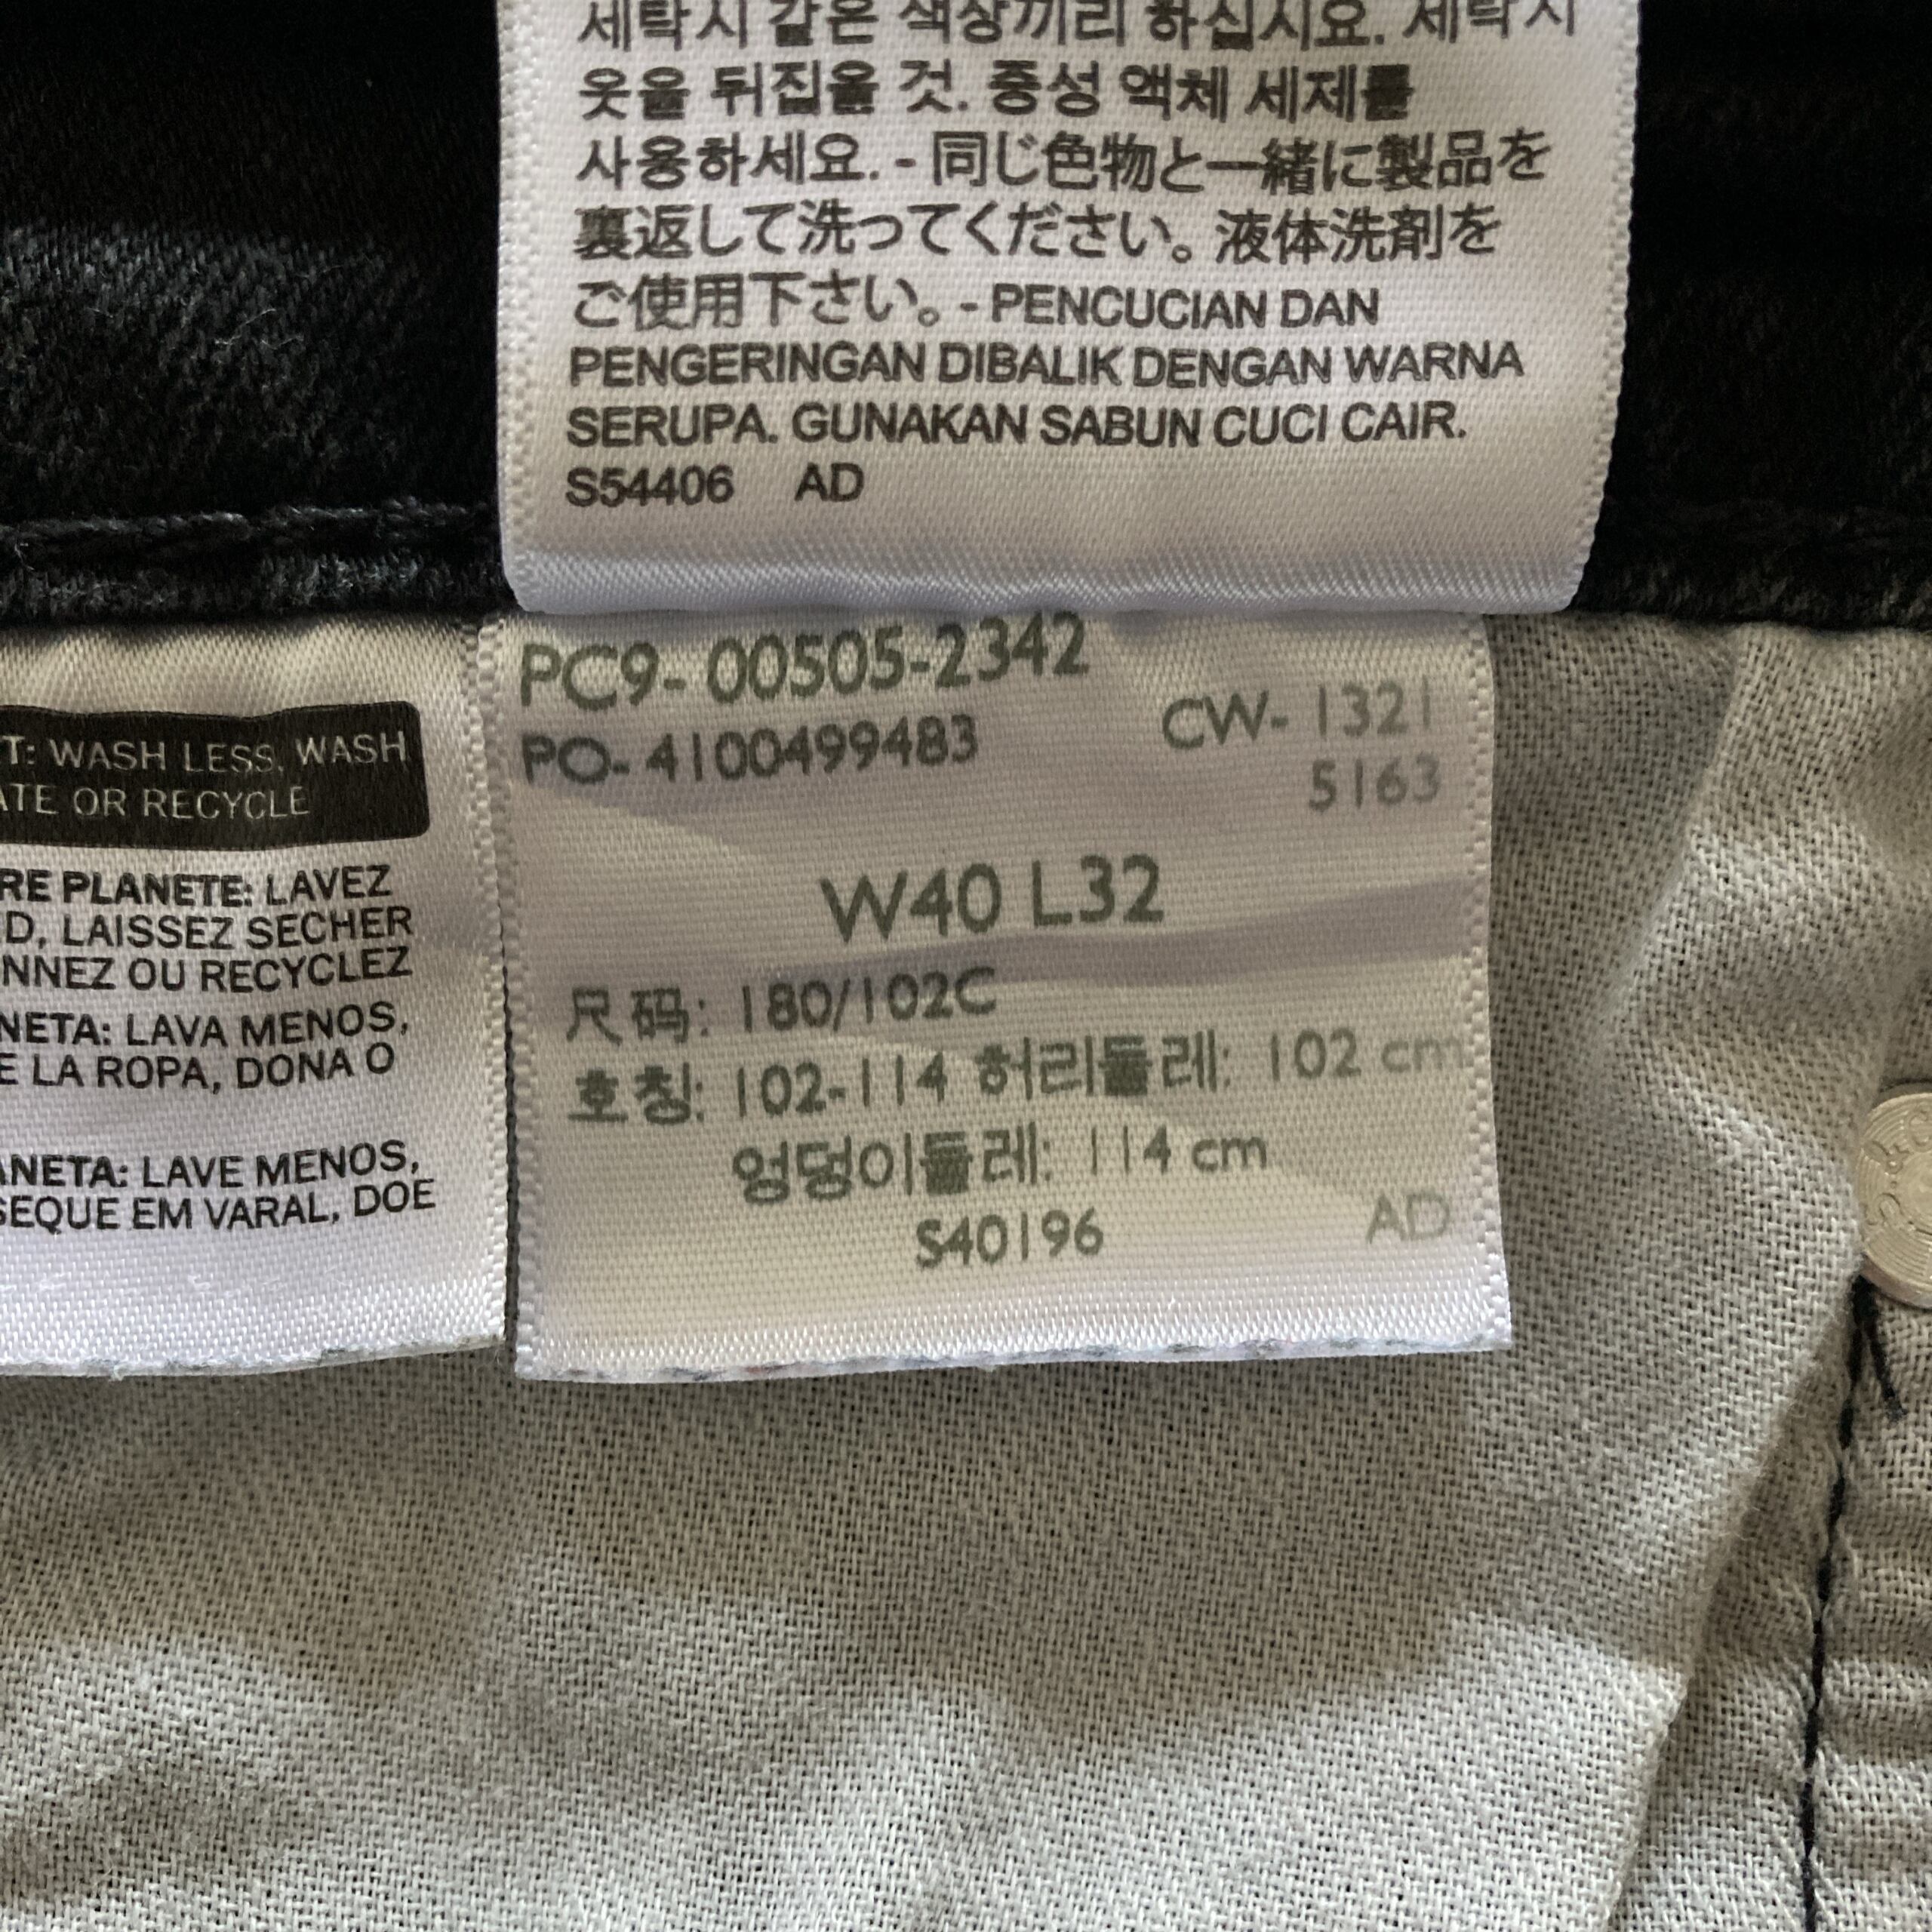 세탁시 같은 색상끼리 하십시요. 세탁시
옷을 뒤집을 것. 중성 액체 세제를
사용하세요. - 同じ色物と一緒に製品を
裏返して洗ってください。液体洗剤を
ご使用下さい。- PENCUCIAN DAN
PENGERINGAN DIBALIK DENGAN WARNA
SERUPA. GUNAKAN SABUN CUCI CAIR.
S54406 AD
T: WASH LESS, WASH
ATE OR RECYCLE
RE PLANETE: LAVEZ
D, LAISSEZ SECHER
NNEZ OU RECYCLEZ
NETA: LAVA MENOS,
E LA ROPA, DONA O
ANETA: LAVE MENOS,
SEQUE EM VARAL, DOE
PC9- 00505-2342
PO- 4100499483
CW- 1321
5163
W40 L32
尺码: 180/102C
호칭: 102-114 허리둘레: 102 cm
엉덩이둘레: 114 cm
S40196 AD